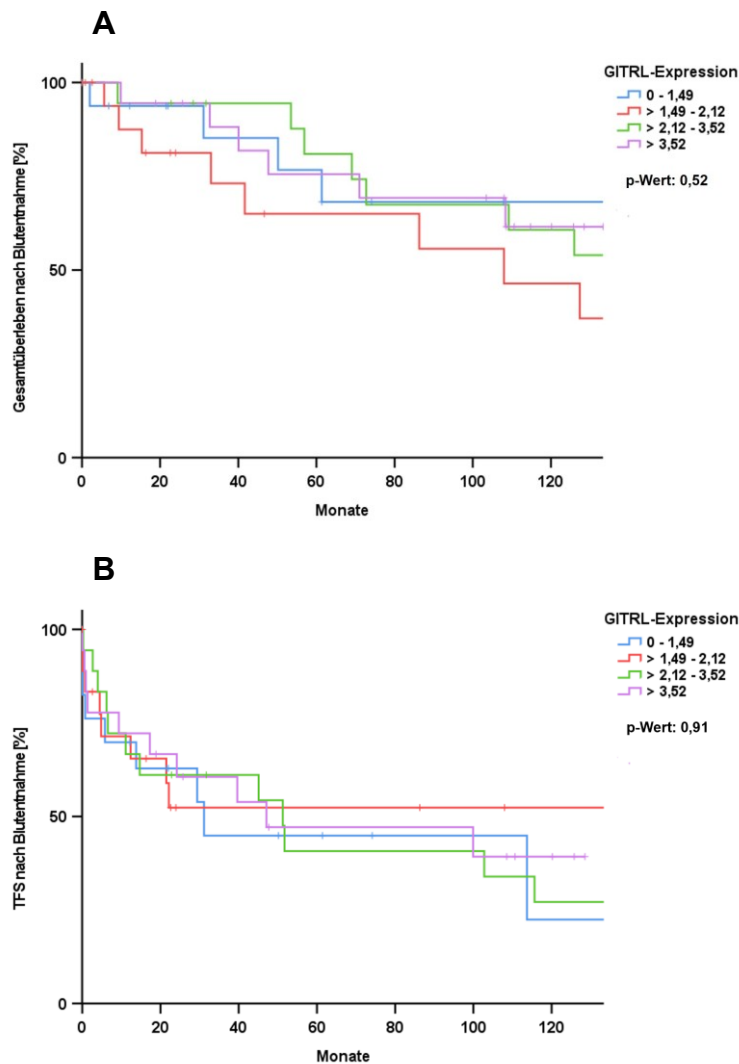 A
GITRL-Expression
0 - 1,49
> 1,49 - 2,12
> 2,12 - 3,52
> 3,52
p-Wert: 0,52
Gesamtüberleben nach Blutentnahme [%]
100
50
0
0 20 40 60 80 100 120
Monate
B
GITRL-Expression
0 - 1,49
> 1,49 - 2,12
> 2,12 - 3,52
> 3,52
p-Wert: 0,91
TFS nach Blutentnahme [%]
100
50
0
0 20 40 60 80 100 120
Monate